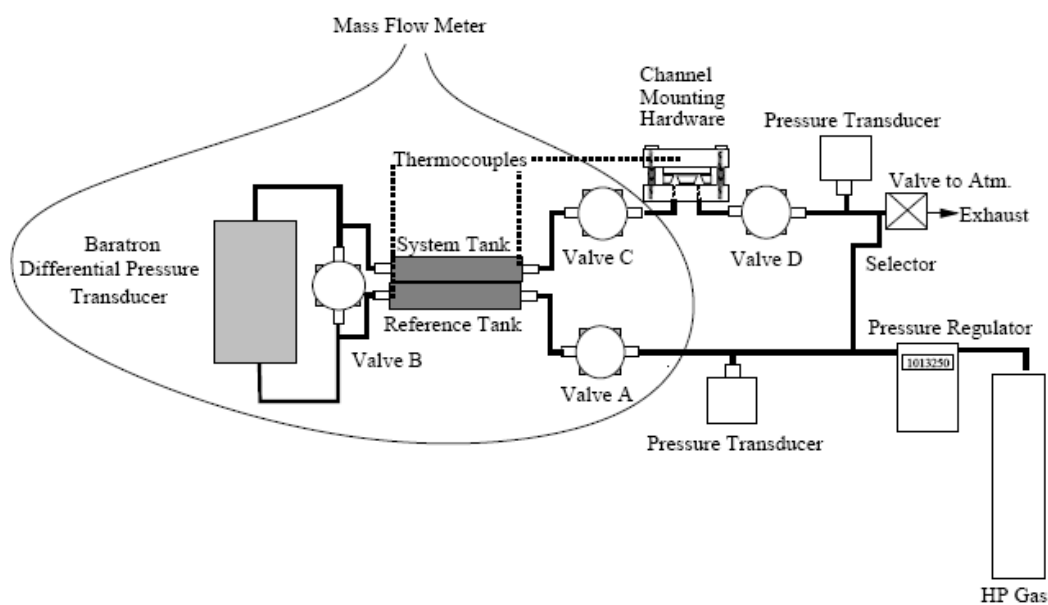 Mass Flow Meter
Channel
Mounting
Hardware
Pressure Transducer
Thermocouples
Valve to Atm.
Exhaust
Baratron
Differential Pressure
Transducer
System Tank
Valve C
Valve D
Selector
Reference Tank
Valve B
Pressure Regulator
1013250
Valve A
Pressure Transducer
HP Gas